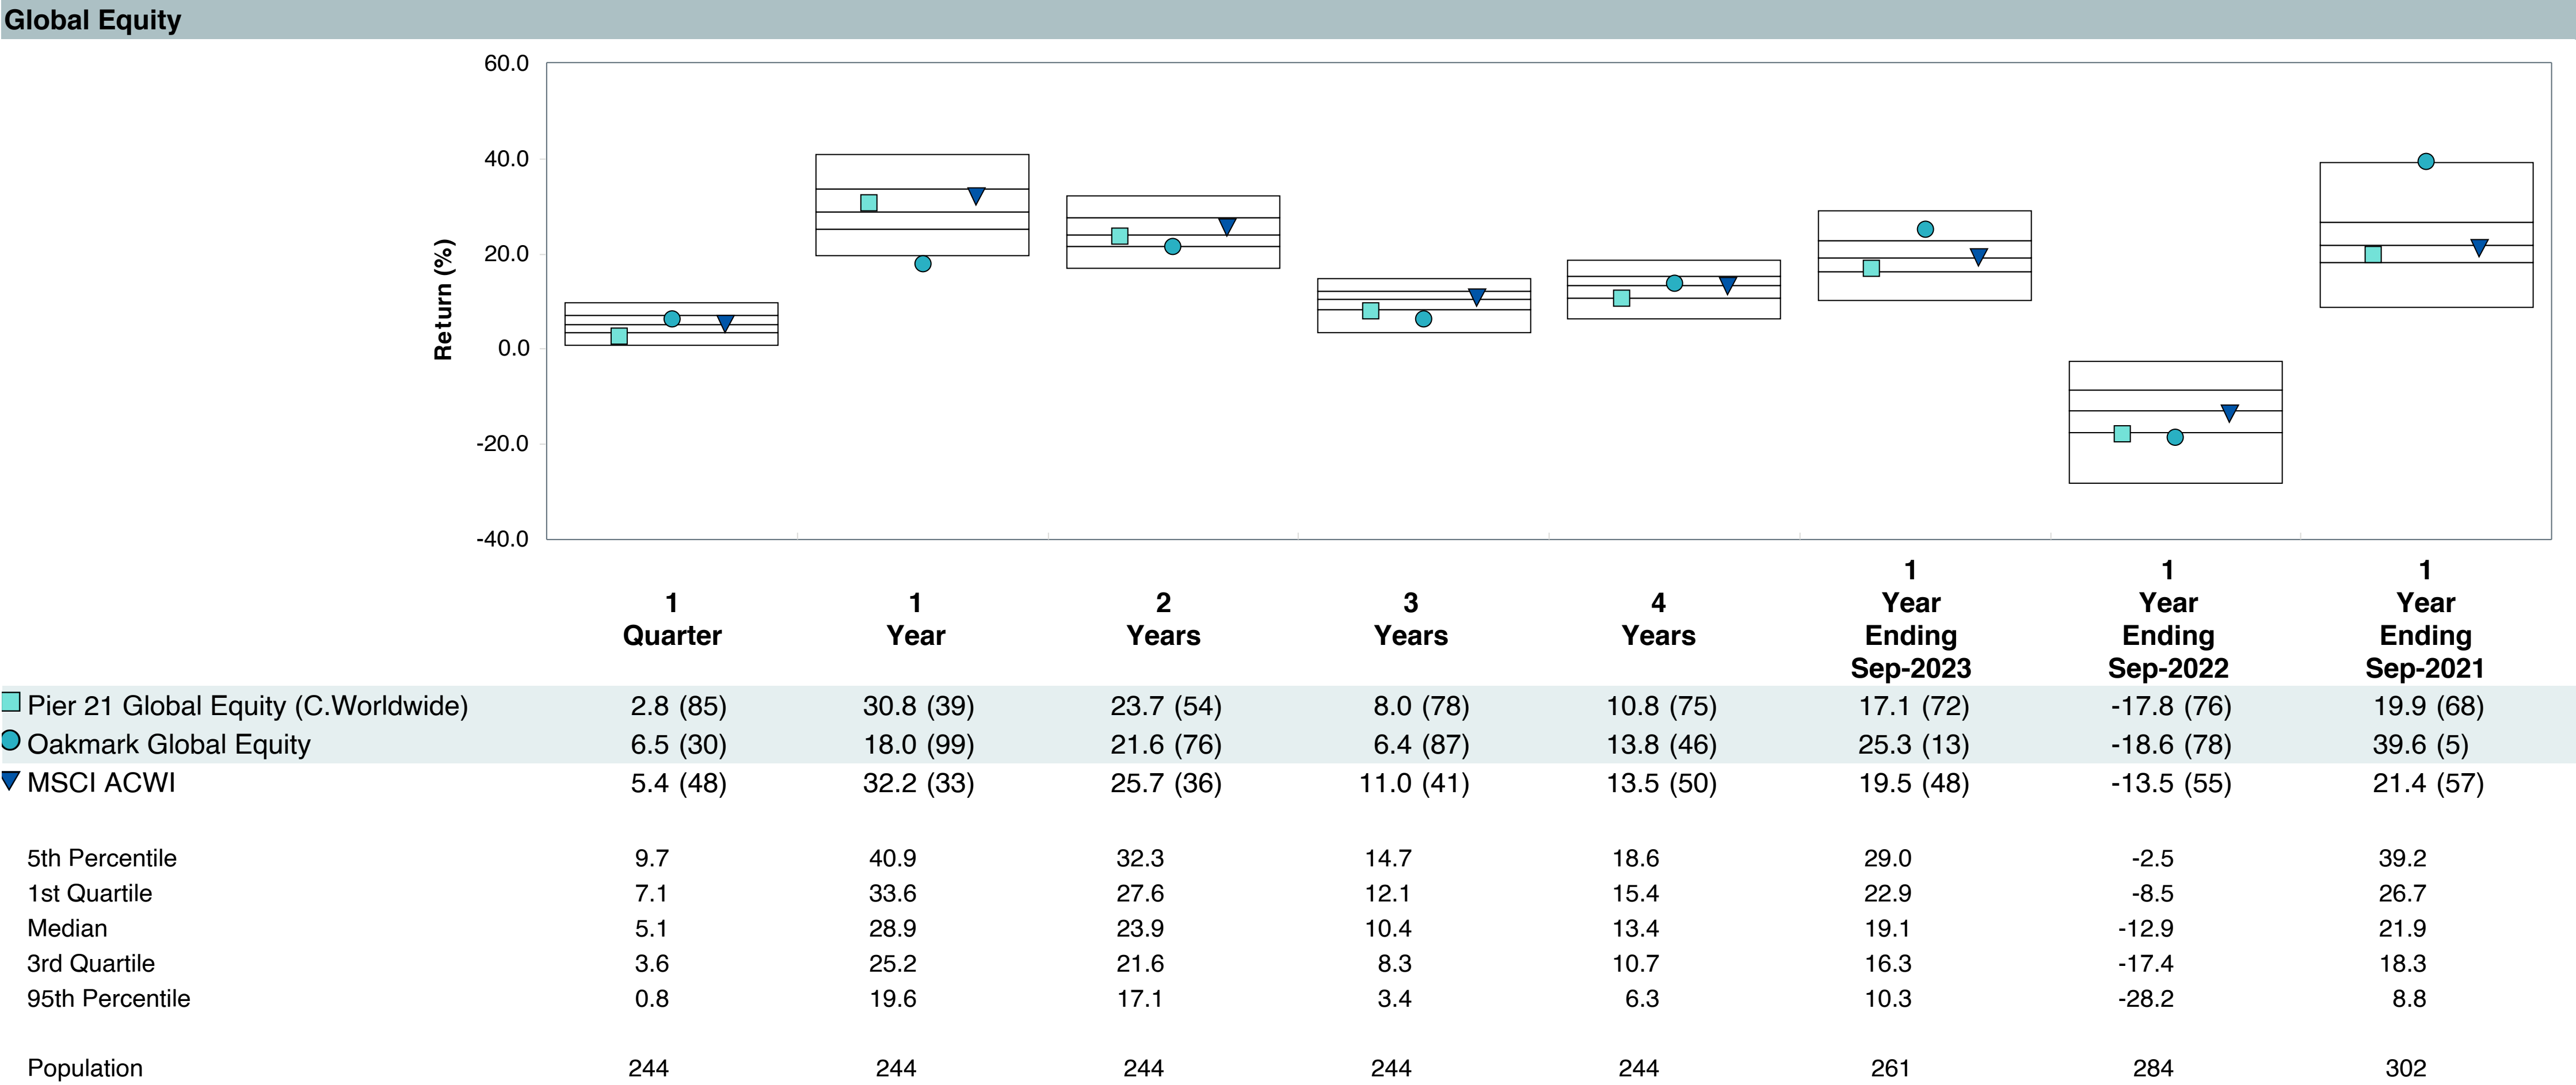 Global Equity
60.0
40.0
20.0
0.0
-20.0
-40.0
Return (%)
1 Quarter
1 Year
2 Years
3 Years
4 Years
1 Year Ending Sep-2023
1 Year Ending Sep-2022
1 Year Ending Sep-2021
Pier 21 Global Equity (C.Worldwide) 2.8 (85) 30.8 (39) 23.7 (54) 8.0 (78) 10.8 (75) 17.1 (72) -17.8 (76) 19.9 (68)
Oakmark Global Equity 6.5 (30) 18.0 (99) 21.6 (76) 6.4 (87) 13.8 (46) 25.3 (13) -18.6 (78) 39.6 (5)
MSCI ACWI 5.4 (48) 32.2 (33) 25.7 (36) 11.0 (41) 13.5 (50) 19.5 (48) -13.5 (55) 21.4 (57)
5th Percentile 9.7 40.9 32.3 14.7 18.6 29.0 -2.5 39.2
1st Quartile 7.1 33.6 27.6 12.1 15.4 22.9 -8.5 26.7
Median 5.1 28.9 23.9 10.4 13.4 19.1 -12.9 21.9
3rd Quartile 3.6 25.2 21.6 8.3 10.7 16.3 -17.4 18.3
95th Percentile 0.8 19.6 17.1 3.4 6.3 10.3 -28.2 8.8
Population 244 244 244 244 244 261 284 302